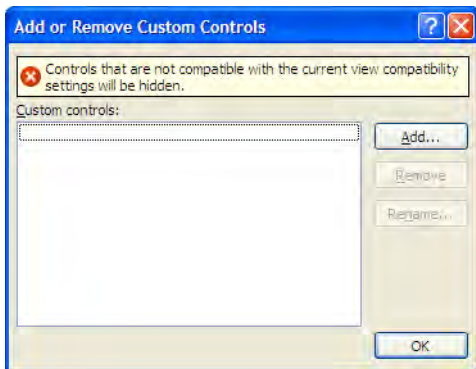 Add or Remove Custom Controls
Controls that are not compatible with the current view compatibility
settings will be hidden.
Custom controls:
Add...
Remove
Rename...
OK